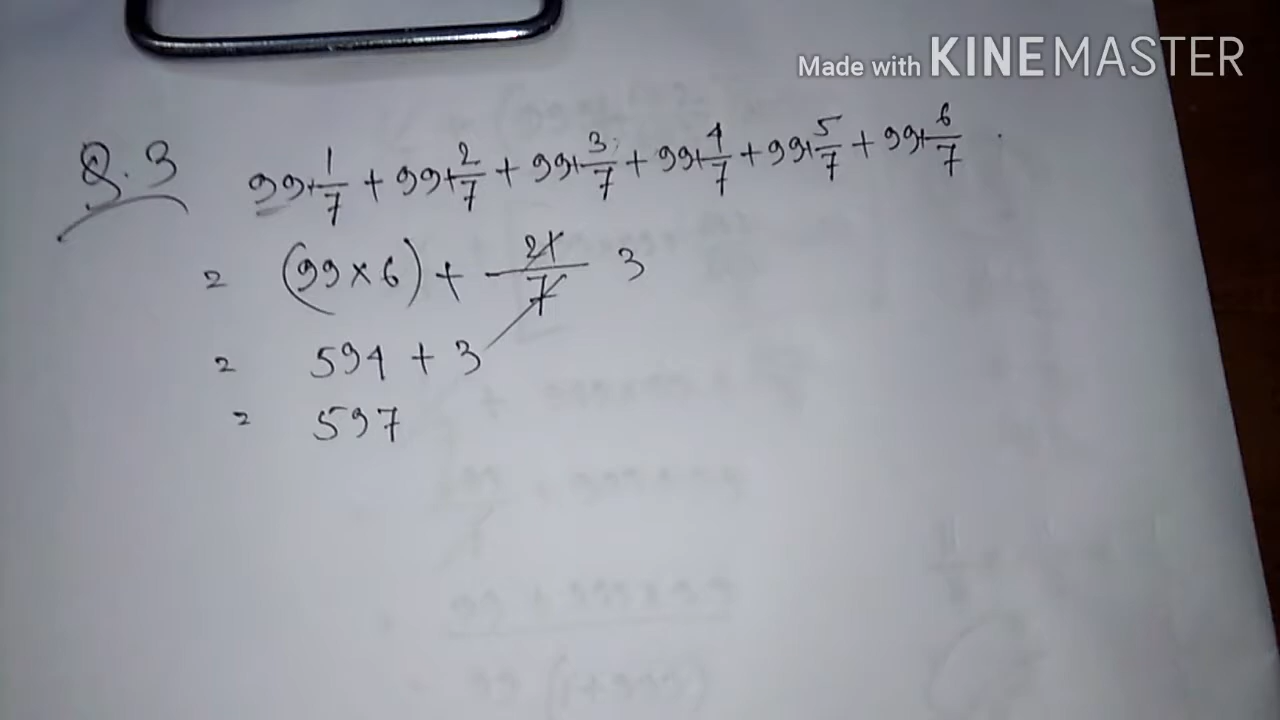 Made with KINEMASTER
Q.3 99+1/7 + 99+2/7 + 99+3/7 + 99+4/7 + 99+5/7 + 99+6/7
= (99×6) + 21/7 3
= 594 + 3
= 597